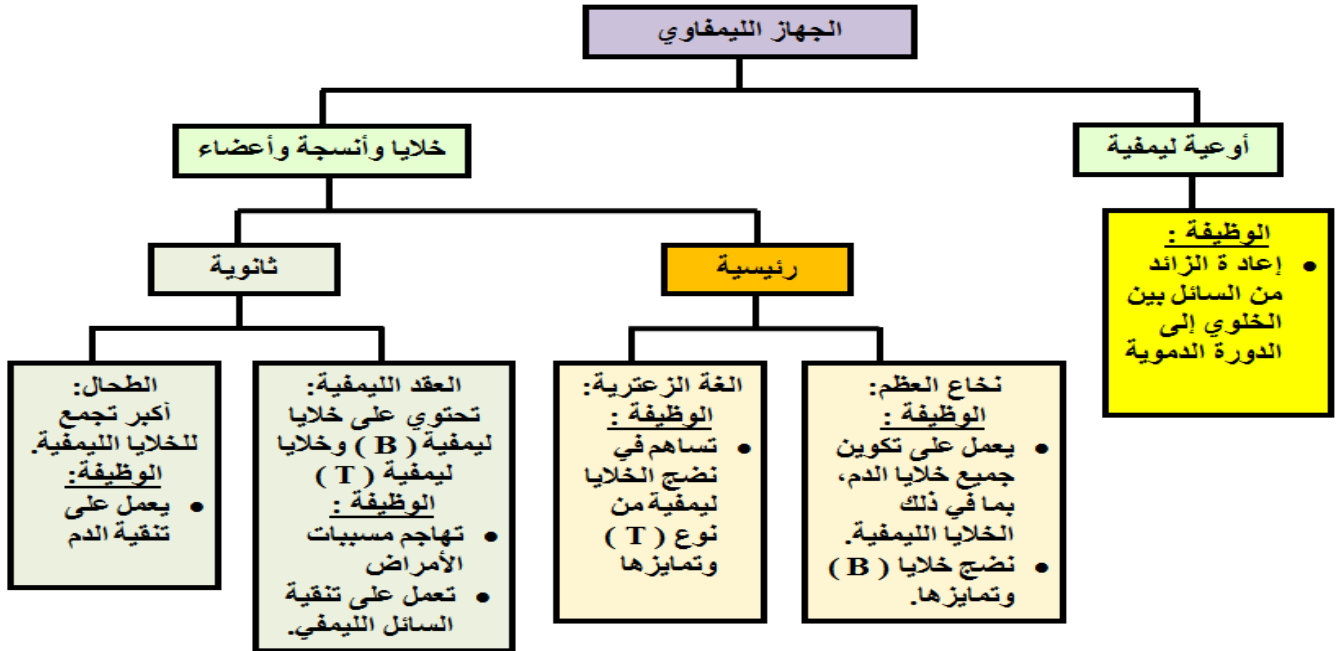 الجهاز الليمفاوي
أوعية ليمفية
خلايا وأنسجة وأعضاء
الوظيفة :
• إعاد ة الزائد
من السائل بين
الخلوي إلى
الدورة الدموية
رئيسية
ثانوية
نخاع العظم:
الوظيفة :
• يعمل على تكوين
جميع خلايا الدم،
بما في ذلك
الخلايا الليمفية.
• نضج خلايا ( B )
وتمايزها.
الغة الزعترية:
الوظيفة :
• تساهم في
نضج الخلايا
ليمفية من
نوع ( T )
وتمايزها
العقد الليمفية:
تحتوي على خلايا
ليمفية ( B ) وخلايا
ليمفية ( T )
الوظيفة :
• تهاجم مسببات
الأمراض
• تعمل على تنقية
السائل الليمفي.
الطحال:
أكبر تجمع
للخلايا الليمفية.
الوظيفة:
• يعمل على
تنقية الدم